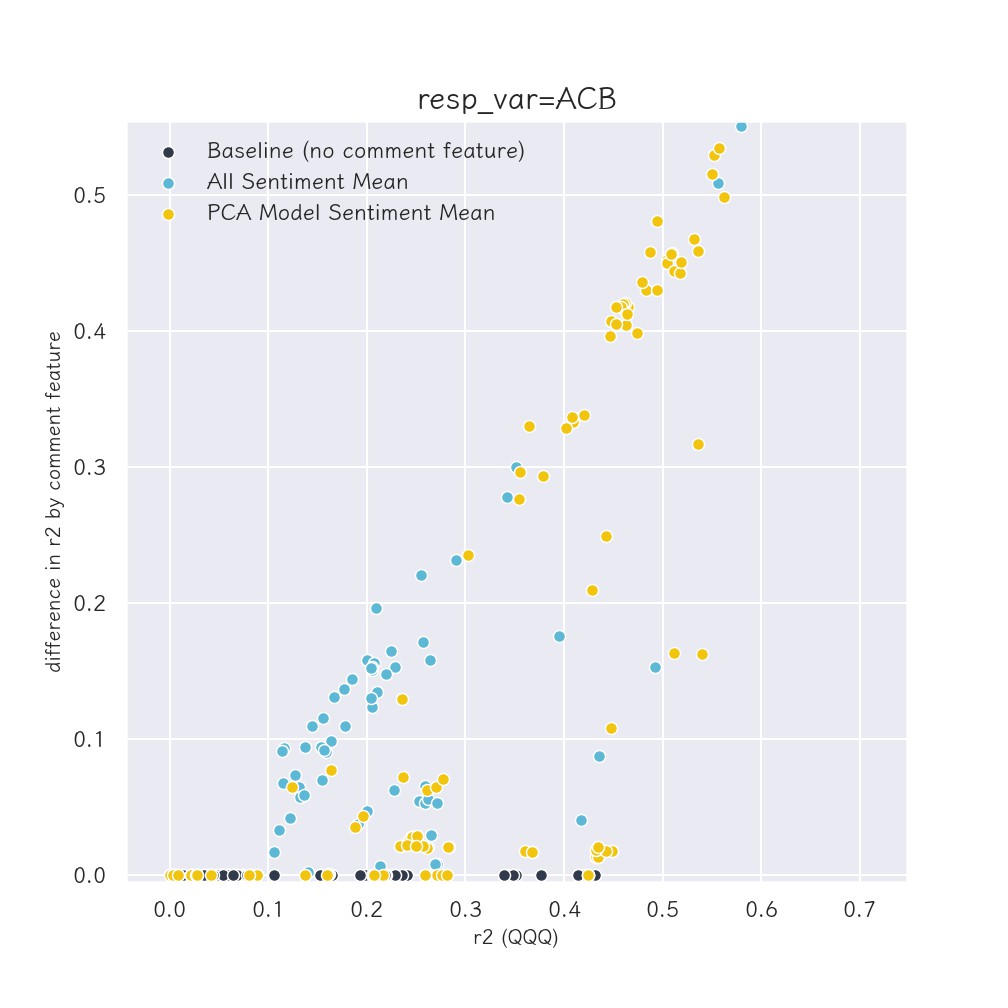 resp_var=ACB
Baseline (no comment feature)
All Sentiment Mean
PCA Model Sentiment Mean
difference in r2 by comment feature
0.5
0.4
0.3
0.2
0.1
0.0
0.0 0.1 0.2 0.3 0.4 0.5 0.6 0.7
r2 (QQQ)